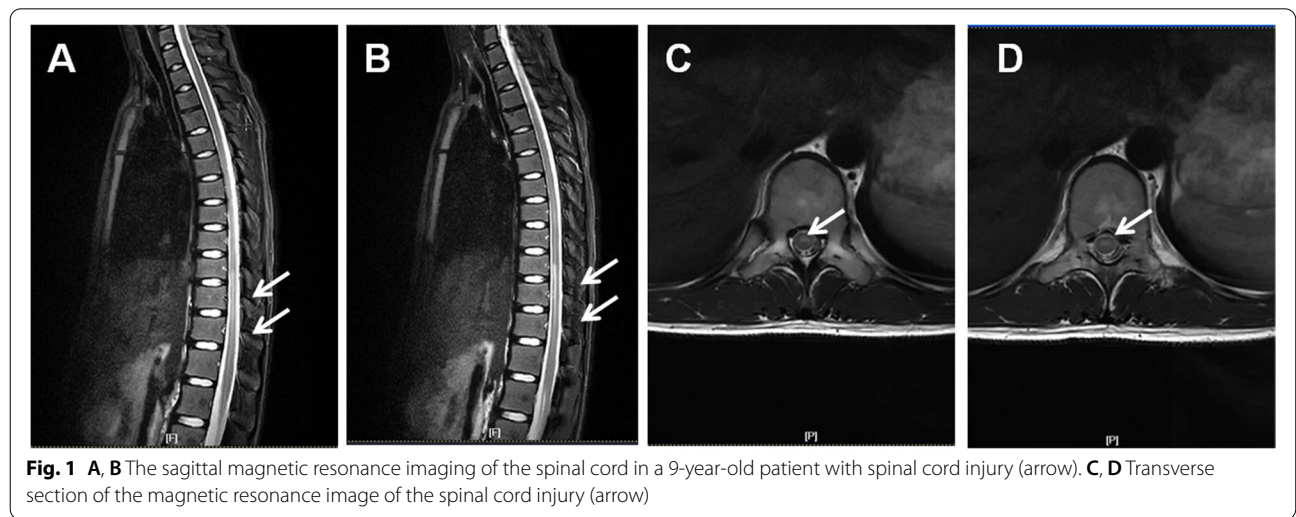 A B C D
[F] [F] [P] [P]
Fig. 1 A, B The sagittal magnetic resonance imaging of the spinal cord in a 9-year-old patient with spinal cord injury (arrow). C, D Transverse
section of the magnetic resonance image of the spinal cord injury (arrow)